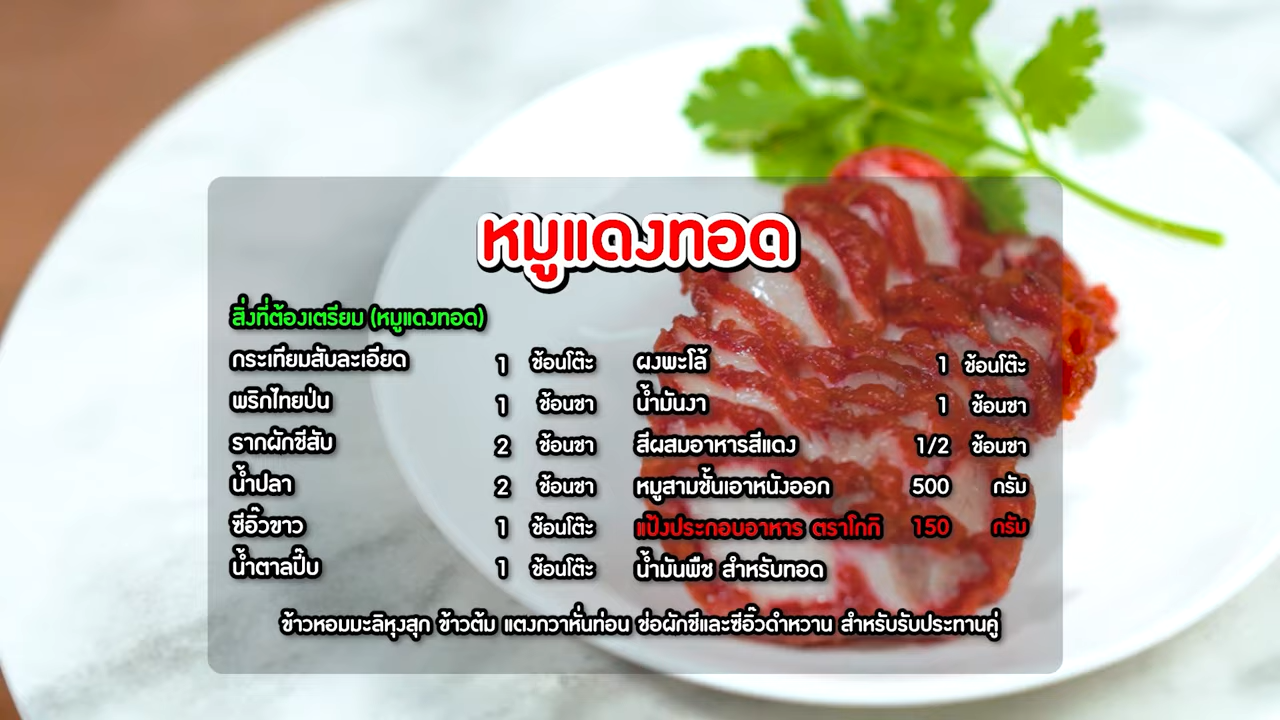 หมูแดงทอด
สิ่งที่ต้องเตรียม (หมูแดงทอด)
กระเทียมสับละเอียด 1 ช้อนโต๊ะ
พริกไทยป่น 1 ช้อนชา
รากผักชีสับ 2 ช้อนชา
น้ำปลา 2 ช้อนชา
ซีอิ๊วขาว 1 ช้อนโต๊ะ
น้ำตาลปี๊บ 1 ช้อนโต๊ะ
ผงพะโล้ 1 ช้อนโต๊ะ
น้ำมันงา 1 ช้อนชา
สีผสมอาหารสีแดง 1/2 ช้อนชา
หมูสามชั้นเอาหนังออก 500 กรัม
แป้งประกอบอาหาร ตราโกกิ 150 กรัม
น้ำมันพืช สำหรับทอด
ข้าวหอมมะลิหุงสุก ข้าวต้ม แตงกวาหั่นท่อน ช่อผักชีและซีอิ๊วดำหวาน สำหรับรับประทานคู่